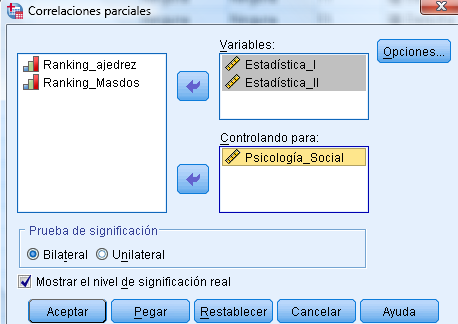 Correlaciones parciales
Ranking_ajedrez
Ranking_Masdos
Variables:
Estadística_I
Estadística_II
Opciones...
Controlando para:
Psicología_Social
Prueba de significación
Bilateral Unilateral
Mostrar el nivel de significación real
Aceptar Pegar Restablecer Cancelar Ayuda